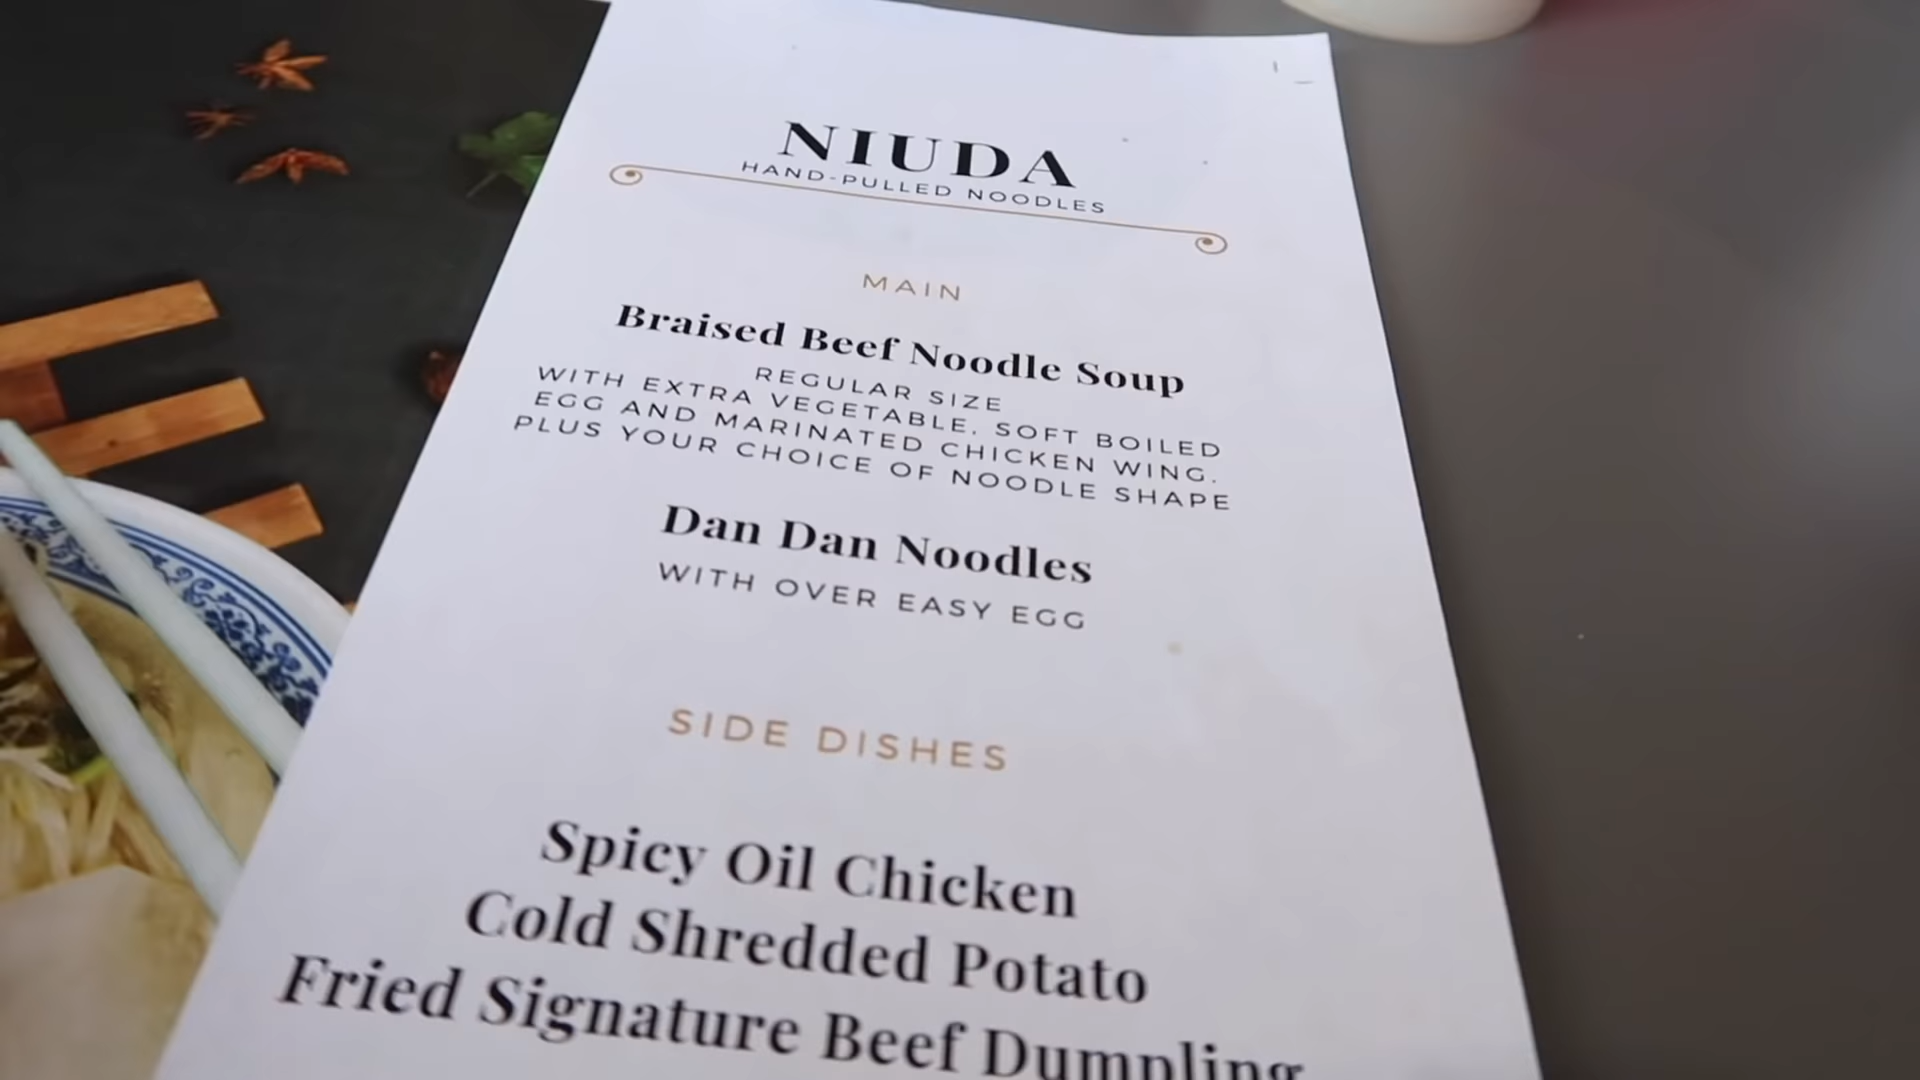 NIUDA
HAND-PULLED NOODLES
MAIN
Braised Beef Noodle Soup
REGULAR SIZE
WITH EXTRA VEGETABLE, SOFT BOILED
EGG AND MARINATED CHICKEN WING.
PLUS YOUR CHOICE OF NOODLE SHAPE
Dan Dan Noodles
WITH OVER EASY EGG
SIDE DISHES
Spicy Oil Chicken
Cold Shredded Potato
Fried Signature Beef Dumpling